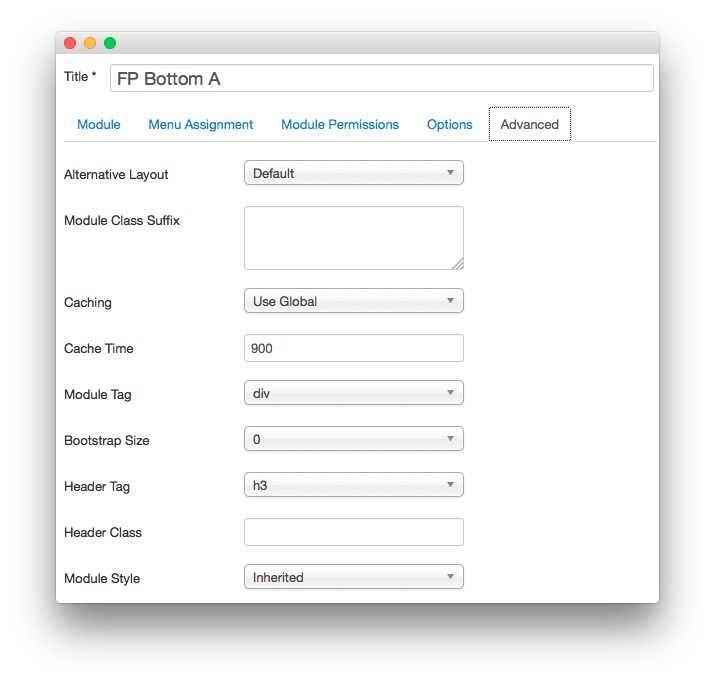 Title * FP Bottom A
Module Menu Assignment Module Permissions Options Advanced
Alternative Layout Default
Module Class Suffix
Caching Use Global
Cache Time 900
Module Tag div
Bootstrap Size 0
Header Tag h3
Header Class
Module Style Inherited